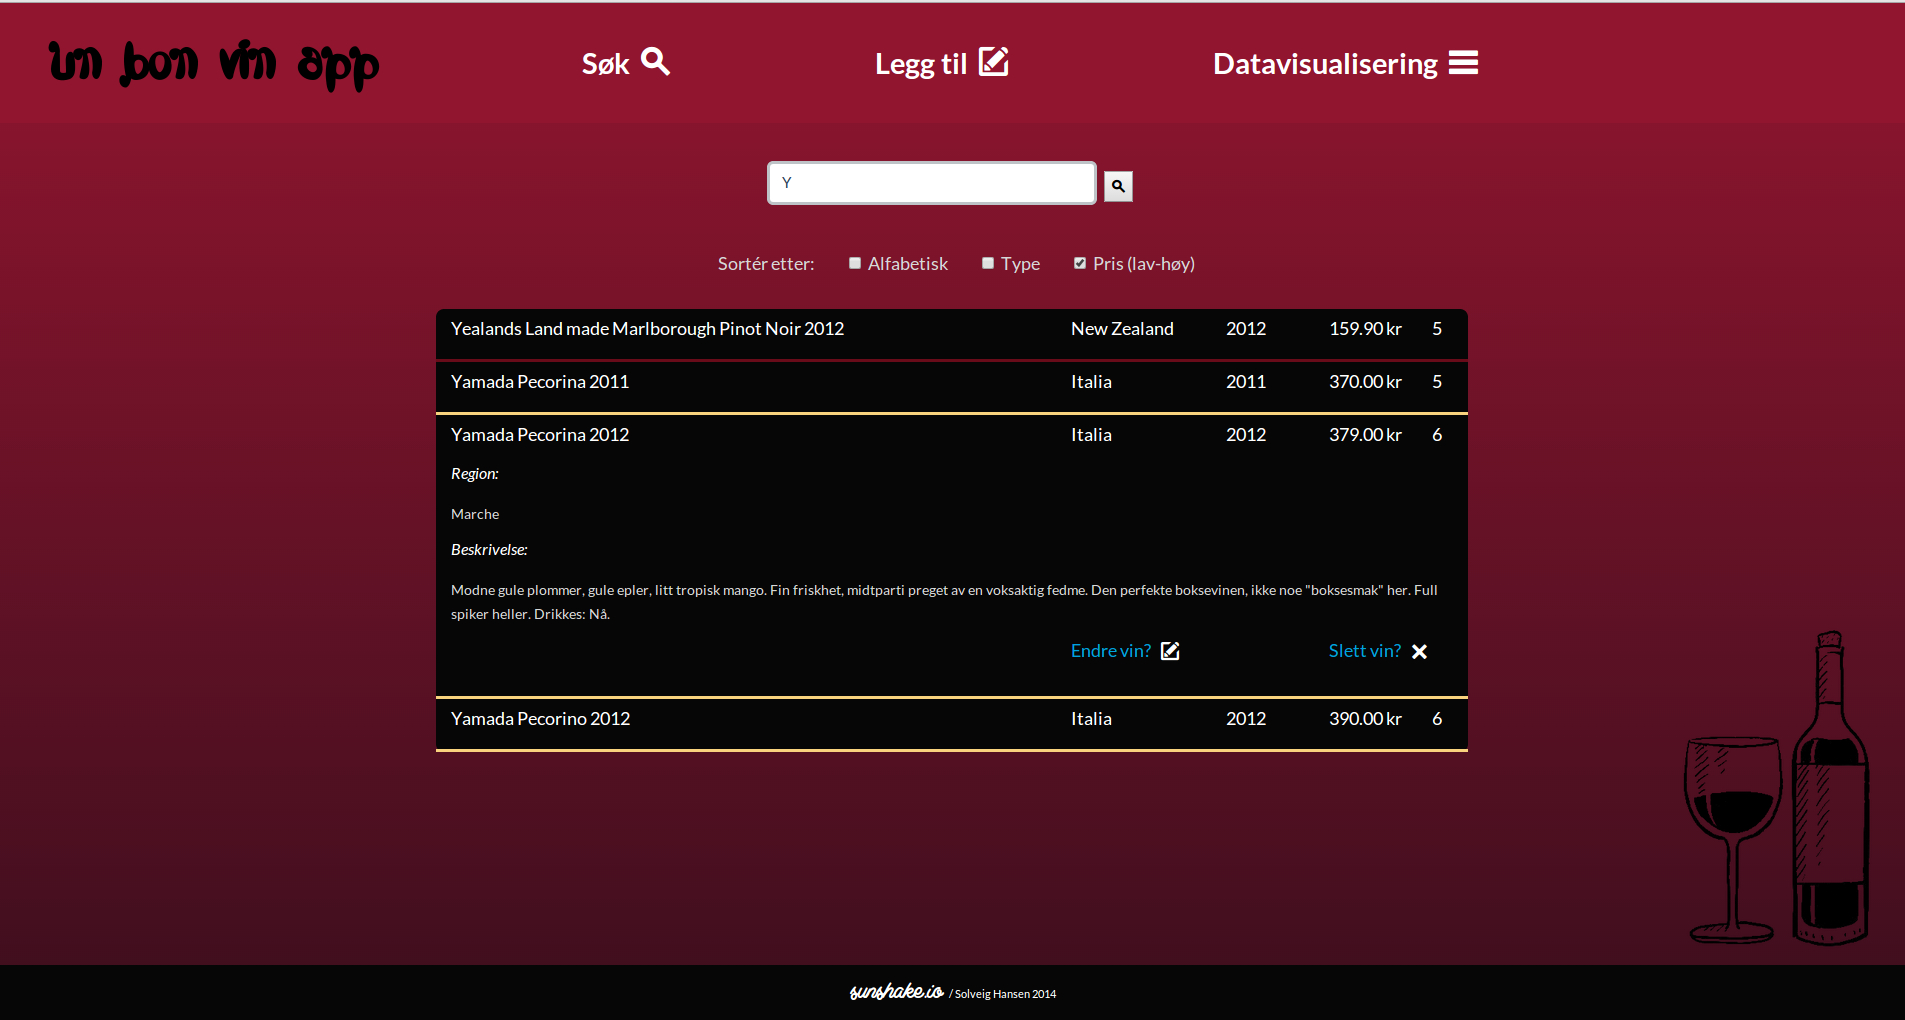 un bon vin app
Søk
Legg til
Datavisualisering
Y
Sortér etter: Alfabetisk Type Pris (lav-høy)
Yealands Land made Marlborough Pinot Noir 2012 New Zealand 2012 159.90 kr 5
Yamada Pecorina 2011 Italia 2011 370.00 kr 5
Yamada Pecorina 2012 Italia 2012 379.00 kr 6
Region:
Marche
Beskrivelse:
Modne gule plommer, gule epler, litt tropisk mango. Fin friskhet, midtparti preget av en voksaktig fedme. Den perfekte boksevinen, ikke noe "boksesmak" her. Full
spiker heller. Drikkes: Nå.
Endre vin? Slett vin?
Yamada Pecorino 2012 Italia 2012 390.00 kr 6
sunshake.io / Solveig Hansen 2014